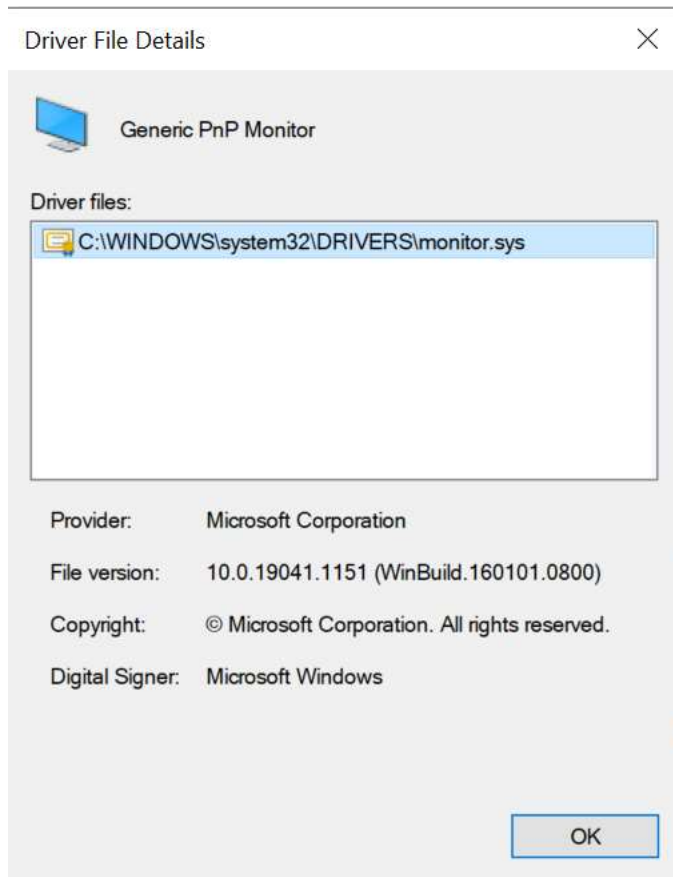 Driver File Details
Generic PnP Monitor
Driver files:
C:\WINDOWS\system32\DRIVERS\monitor.sys
Provider: Microsoft Corporation
File version: 10.0.19041.1151 (WinBuild.160101.0800)
Copyright: © Microsoft Corporation. All rights reserved.
Digital Signer: Microsoft Windows
OK